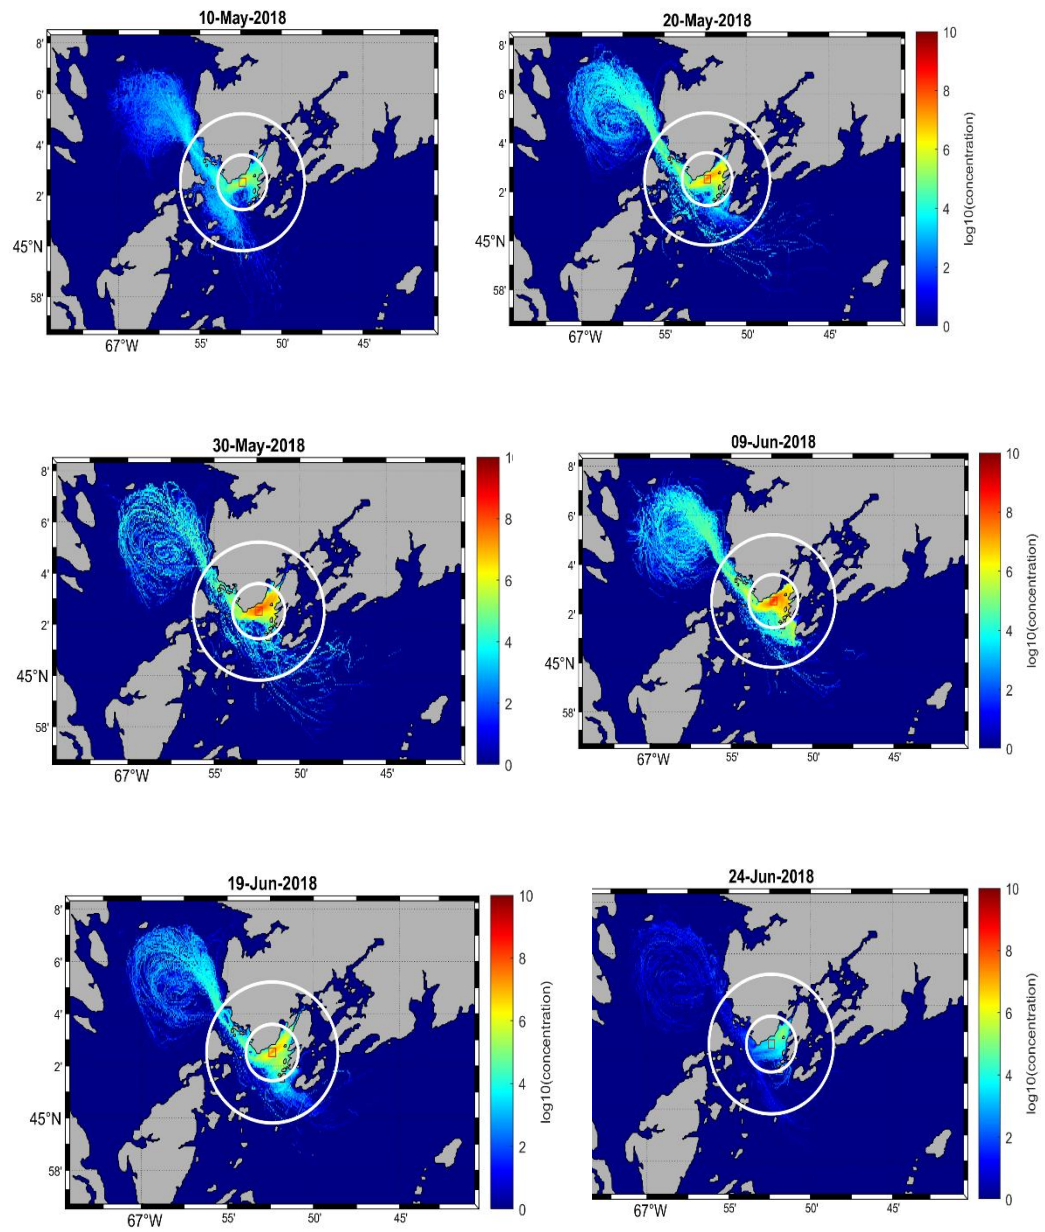 10-May-2018
8'
6'
4'
2'
45°N
58'
67°W 55' 50' 45'
20-May-2018
8'
6'
4'
2'
45°N
58'
67°W 55' 50' 45'
10
8
6
4
2
0
log10(concentration)
30-May-2018
8'
6'
4'
2'
45°N
58'
67°W 55' 50' 45'
8
6
4
2
0
09-Jun-2018
8'
6'
4'
2'
45°N
58'
67°W 55' 50' 45'
10
8
6
4
2
0
log10(concentration)
19-Jun-2018
8'
6'
4'
2'
45°N
58'
67°W 55' 50' 45'
10
8
6
4
2
0
log10(concentration)
24-Jun-2018
67°W 55' 50' 45'
10
8
6
4
2
0
log10(concentration)